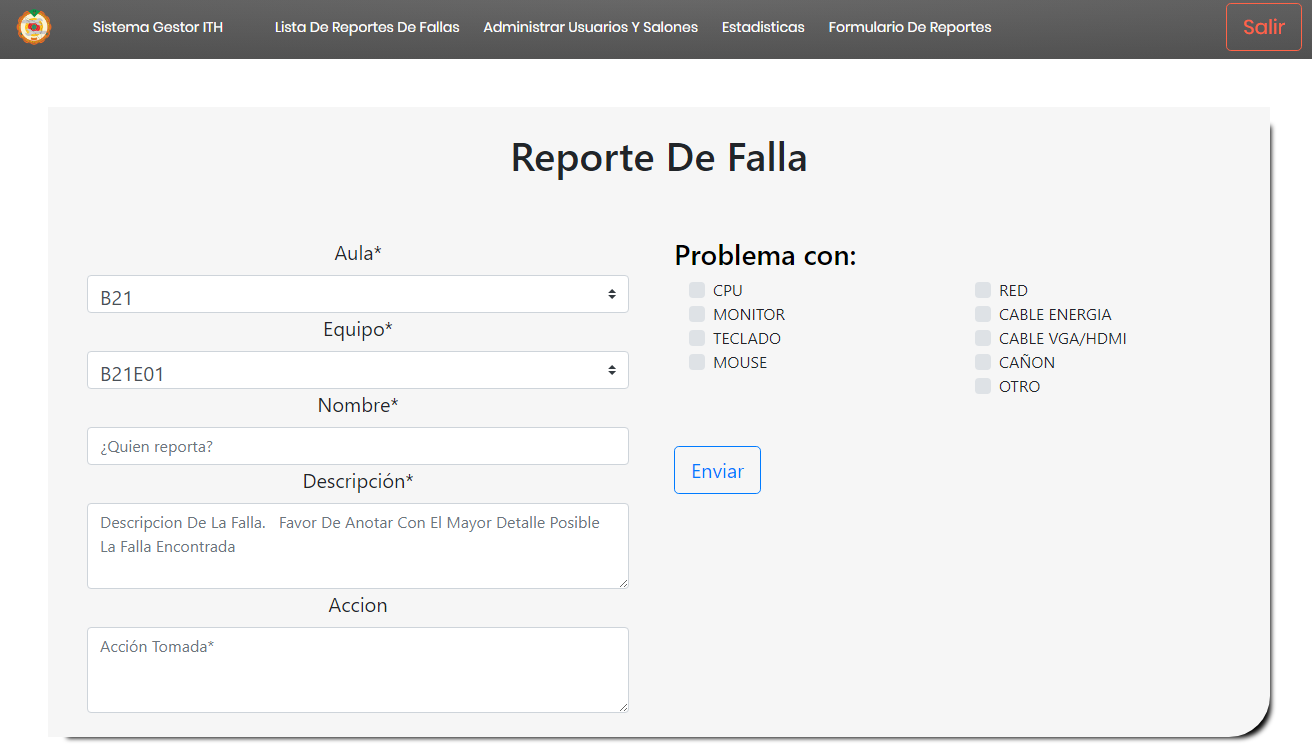 Sistema Gestor ITH Lista De Reportes De Fallas Administrar Usuarios Y Salones Estadisticas Formulario De Reportes Salir
Reporte De Falla
Aula*
B21
Equipo*
B21E01
Nombre*
¿Quien reporta?
Descripción*
Descripcion De La Falla. Favor De Anotar Con El Mayor Detalle Posible
La Falla Encontrada
Accion
Acción Tomada*
Problema con:
CPU
MONITOR
TECLADO
MOUSE
RED
CABLE ENERGIA
CABLE VGA/HDMI
CAÑON
OTRO
Enviar